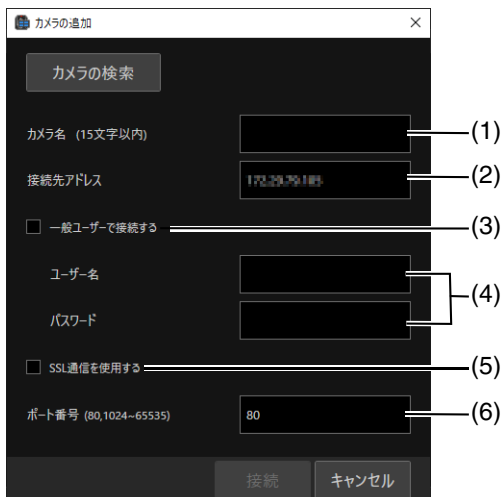 カメラの追加
カメラの検索
カメラ名 (15文字以内)
(1)
接続先アドレス
(2)
一般ユーザーで接続する
(3)
ユーザー名
(4)
パスワード
SSL通信を使用する
(5)
ポート番号 (80,1024~65535)
80
(6)
接続
キャンセル